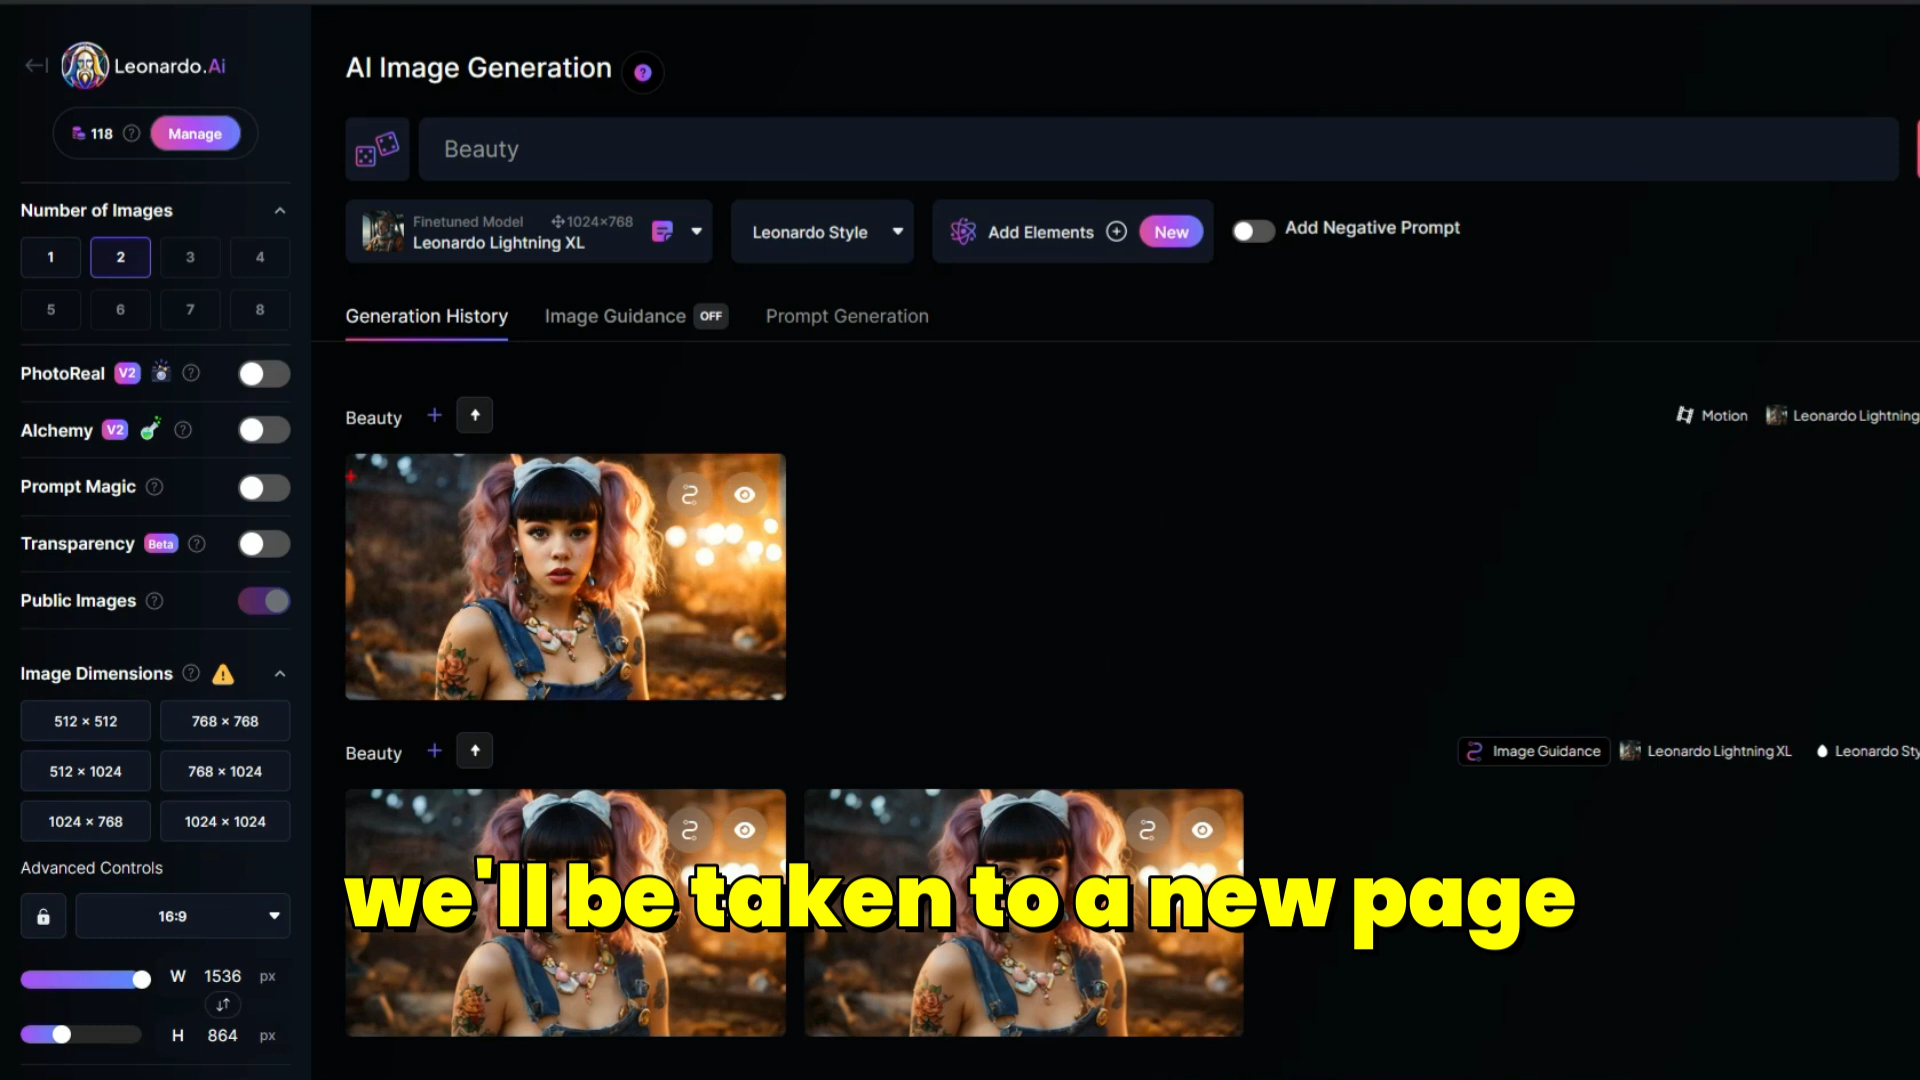 Leonardo.Ai
118 Manage
Number of Images
1 2 3 4
5 6 7 8
PhotoReal V2
Alchemy V2
Prompt Magic
Transparency Beta
Public Images
Image Dimensions
512 × 512 768 × 768
512 × 1024 768 × 1024
1024 × 768 1024 × 1024
Advanced Controls
16:9
W 1536 px
H 864 px
AI Image Generation
Beauty
Finetuned Model 1024×768
Leonardo Lightning XL
Leonardo Style
Add Elements New
Add Negative Prompt
Generation History Image Guidance OFF Prompt Generation
Beauty Motion Leonardo Lightning
Beauty Image Guidance Leonardo Lightning XL Leonardo Sty
we'll be taken to a new page